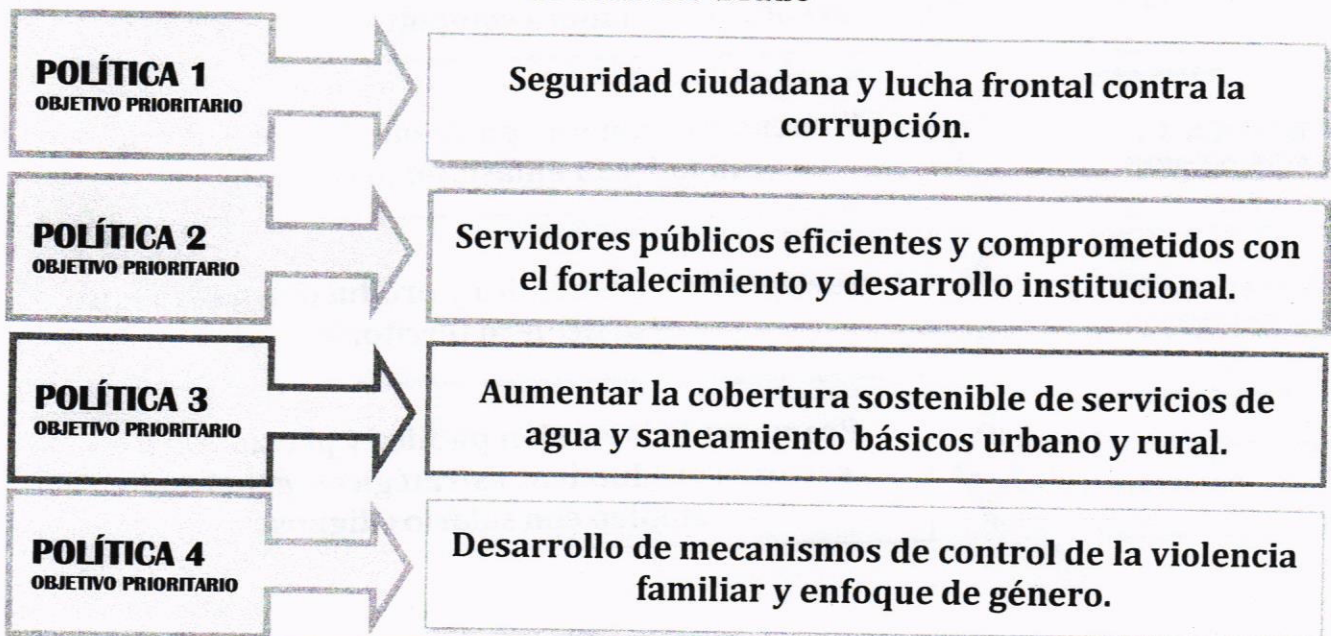 POLÍTICA 1
OBJETIVO PRIORITARIO
Seguridad ciudadana y lucha frontal contra la
corrupción.
POLÍTICA 2
OBJETIVO PRIORITARIO
Servidores públicos eficientes y comprometidos con
el fortalecimiento y desarrollo institucional.
POLÍTICA 3
OBJETIVO PRIORITARIO
Aumentar la cobertura sostenible de servicios de
agua y saneamiento básicos urbano y rural.
POLÍTICA 4
OBJETIVO PRIORITARIO
Desarrollo de mecanismos de control de la violencia
familiar y enfoque de género.